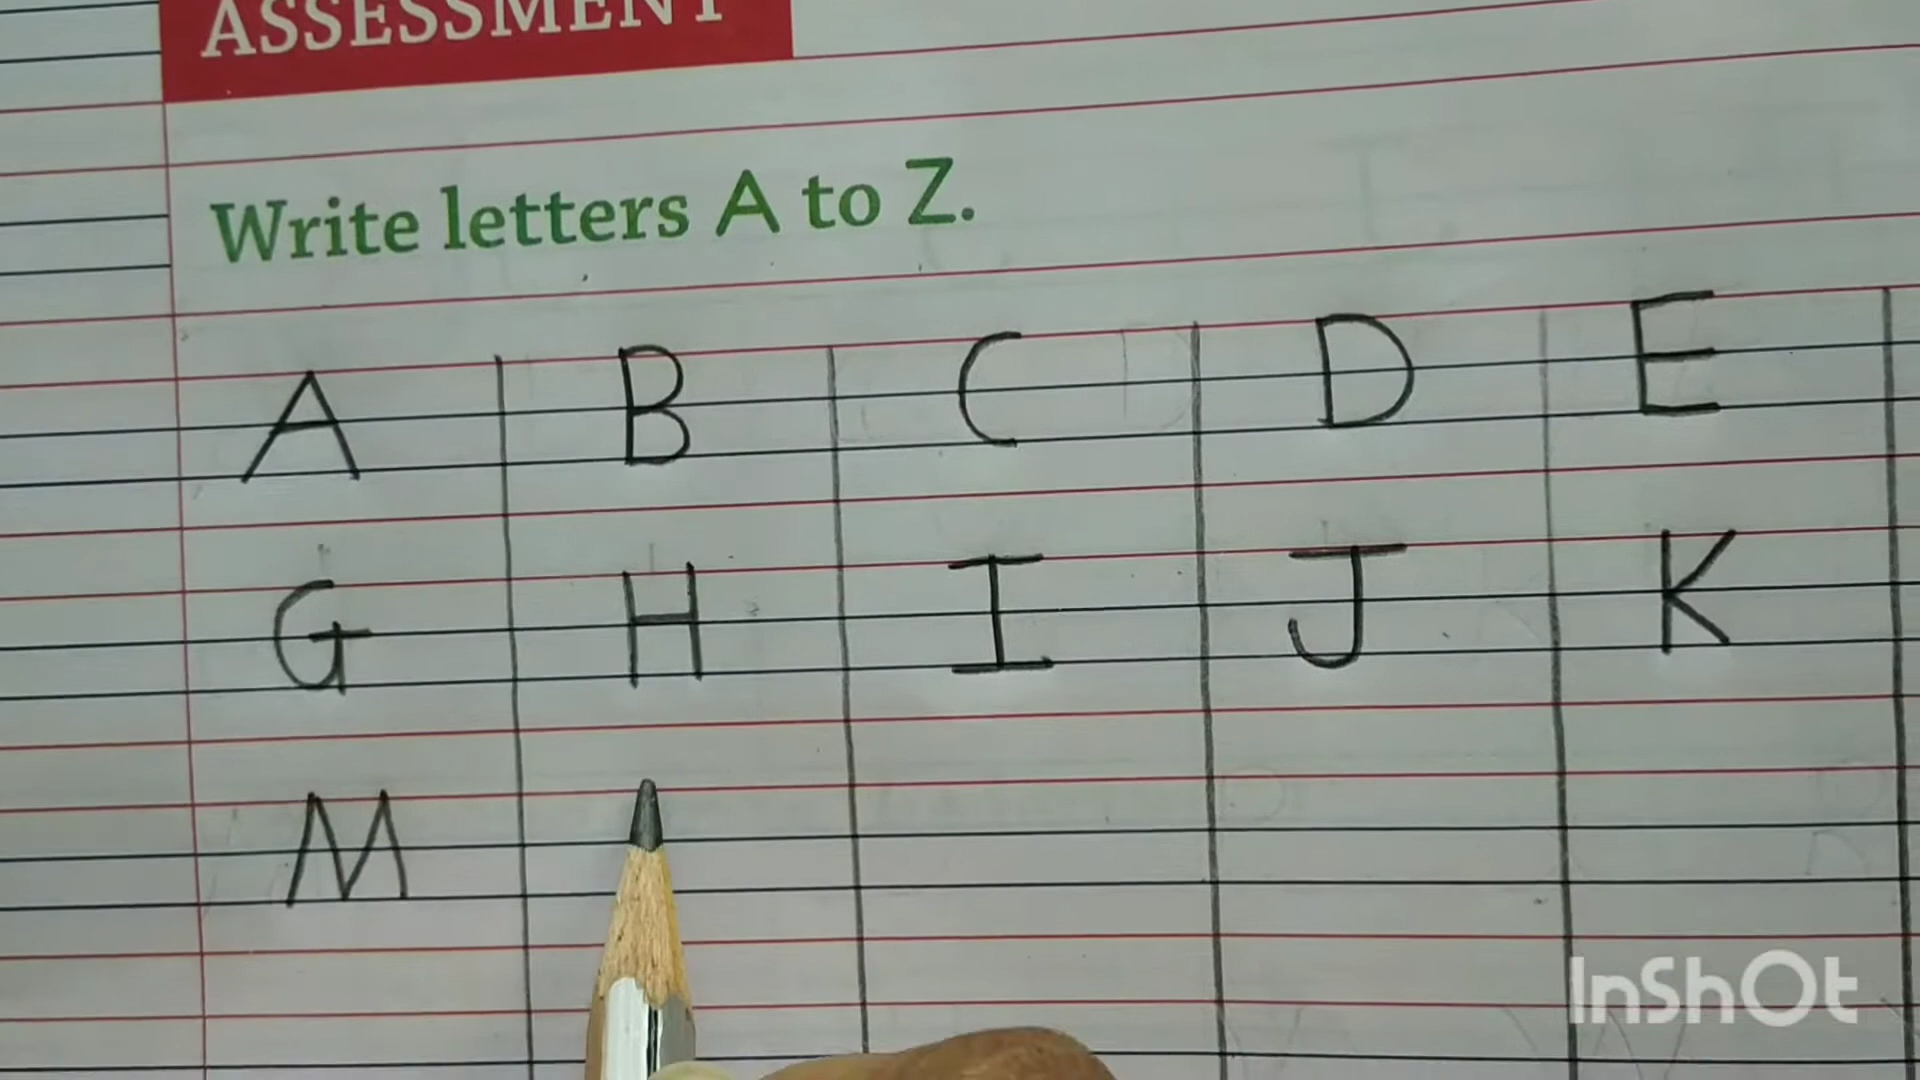 ASSESSMENT
Write letters A to Z.
A B C D E
G H I J K
M
InShOt